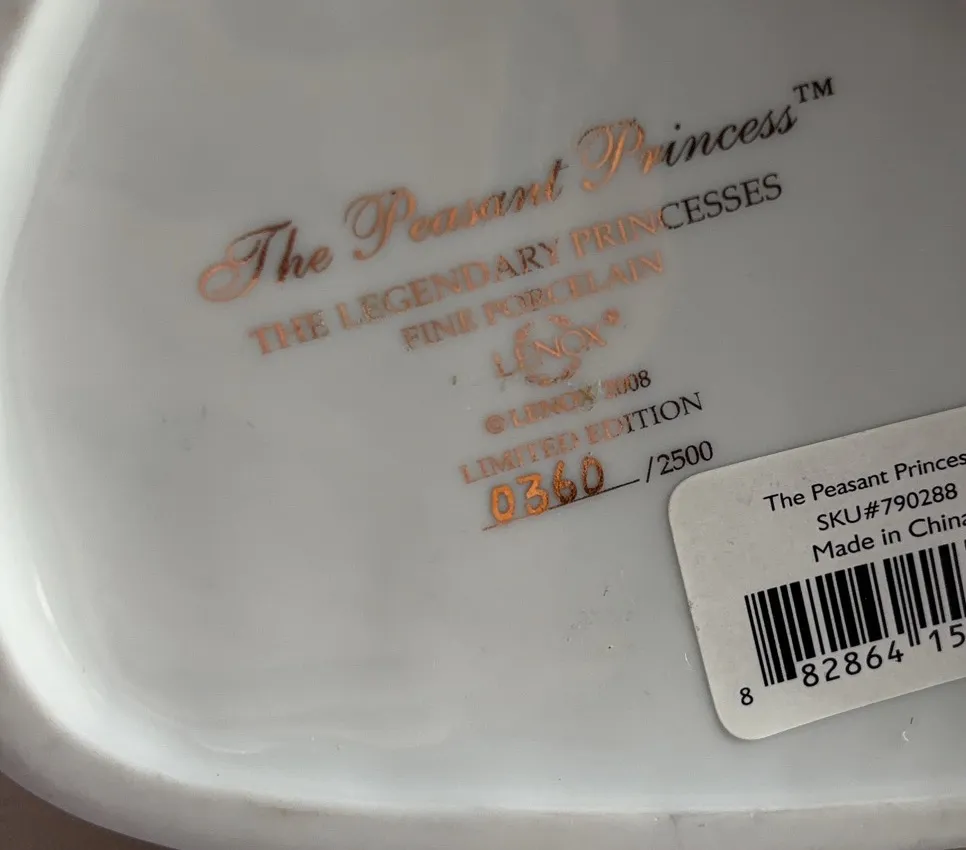 The Peasant Princess™
THE LEGENDARY PRINCESSES
FINE PORCELAIN
LENOX®
© LENOX 2008
LIMITED EDITION
0360 /2500
The Peasant Princes
SKU#790288
Made in China
8 82864 15